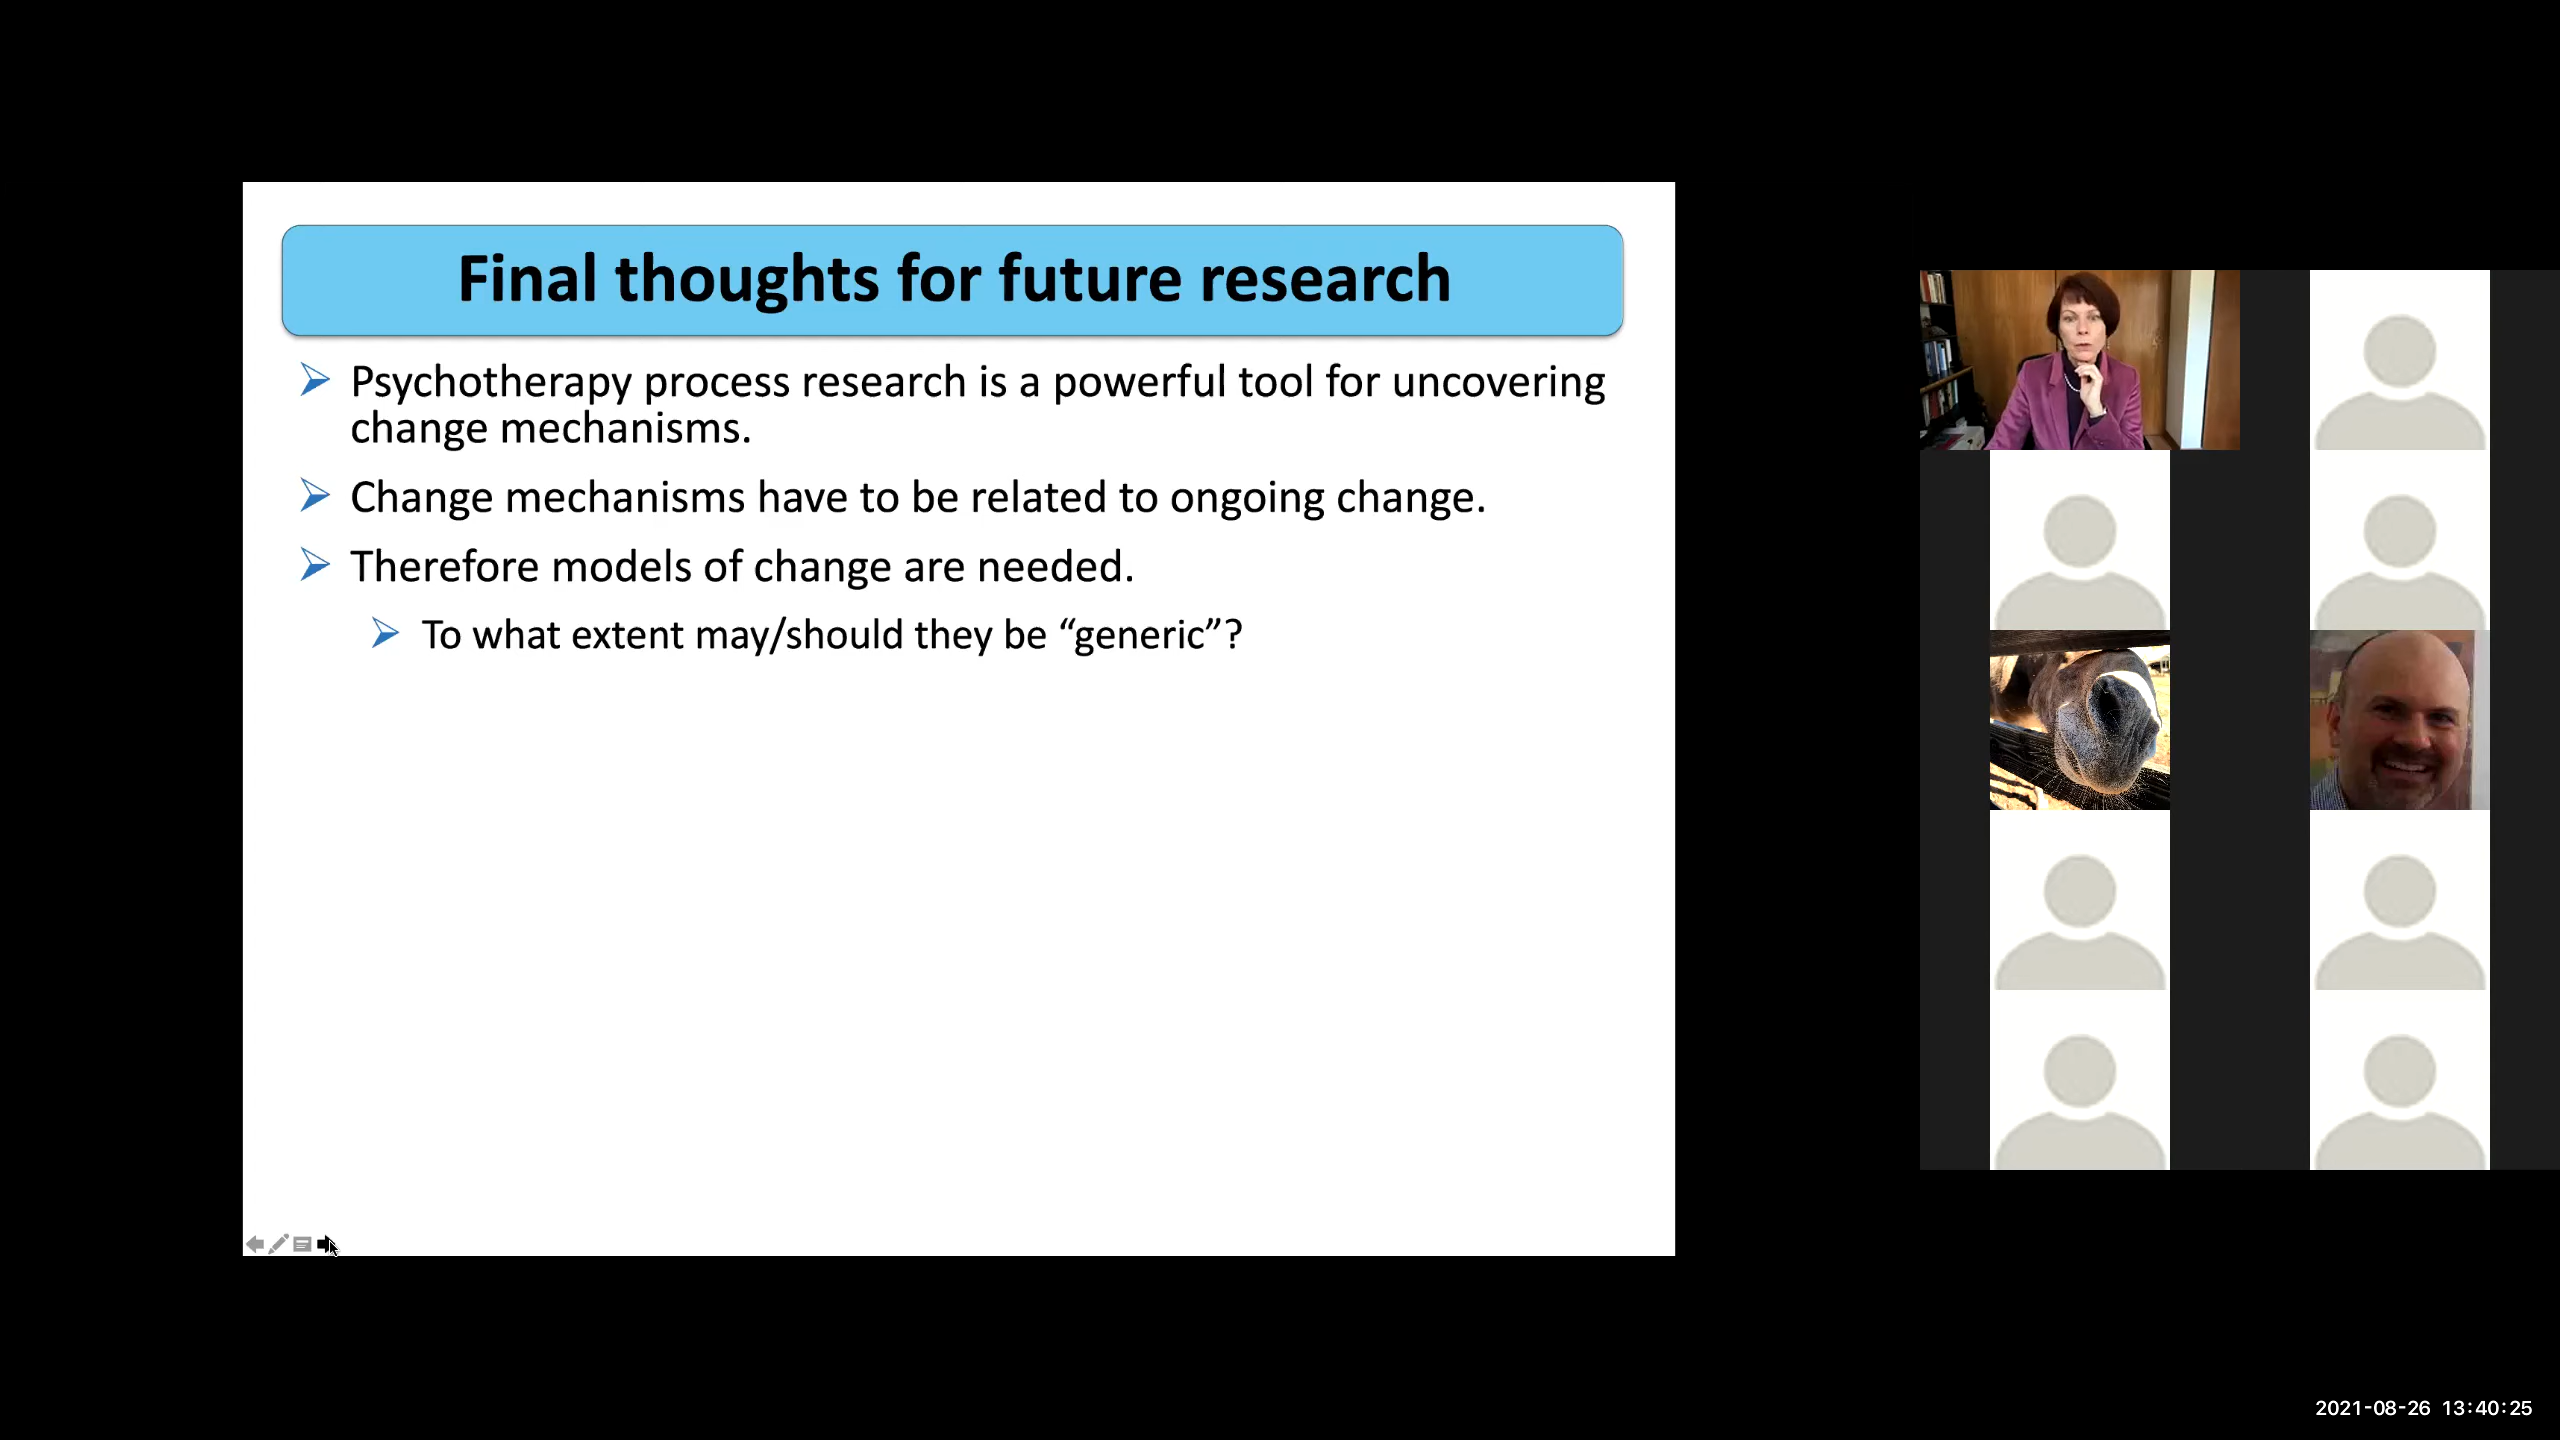 Final thoughts for future research
Psychotherapy process research is a powerful tool for uncovering
change mechanisms.
Change mechanisms have to be related to ongoing change.
Therefore models of change are needed.
To what extent may/should they be “generic”?
2021-08-26 13:40:25